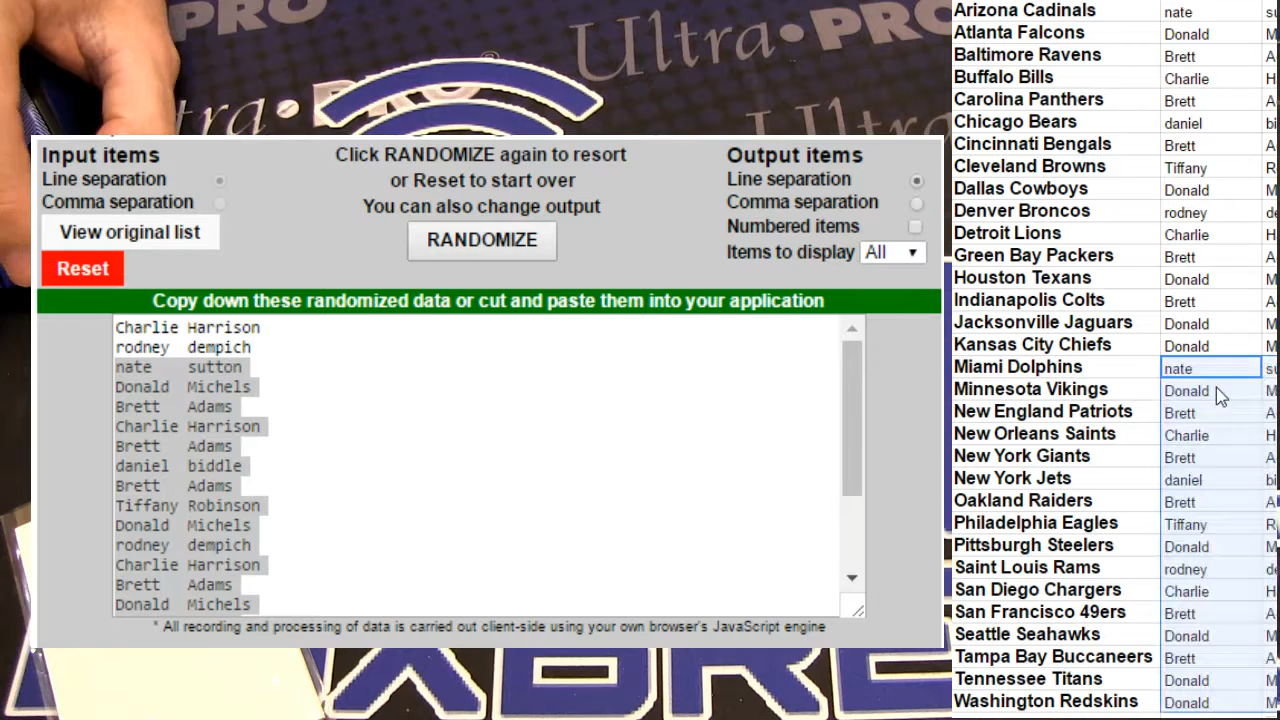 PRO
Ultra PRO
tra PRO
Ultra
Input items
Line separation
Comma separation
View original list
Reset
Click RANDOMIZE again to resort
or Reset to start over
You can also change output
RANDOMIZE
Output items
Line separation
Comma separation
Numbered items
Items to display All
Copy down these randomized data or cut and paste them into your application
Charlie Harrison
rodney dempich
nate sutton
Donald Michels
Brett Adams
Charlie Harrison
Brett Adams
daniel biddle
Brett Adams
Tiffany Robinson
Donald Michels
rodney dempich
Charlie Harrison
Brett Adams
Donald Michels
* All recording and processing of data is carried out client-side using your own browser's JavaScript engine
Arizona Cadinals nate su
Atlanta Falcons Donald M
Baltimore Ravens Brett A
Buffalo Bills Charlie H
Carolina Panthers Brett A
Chicago Bears daniel bi
Cincinnati Bengals Brett A
Cleveland Browns Tiffany R
Dallas Cowboys Donald M
Denver Broncos rodney de
Detroit Lions Charlie H
Green Bay Packers Brett A
Houston Texans Donald M
Indianapolis Colts Brett A
Jacksonville Jaguars Donald M
Kansas City Chiefs Donald M
Miami Dolphins nate su
Minnesota Vikings Donald M
New England Patriots Brett A
New Orleans Saints Charlie H
New York Giants Brett A
New York Jets daniel bi
Oakland Raiders Brett A
Philadelphia Eagles Tiffany R
Pittsburgh Steelers Donald M
Saint Louis Rams rodney de
San Diego Chargers Charlie H
San Francisco 49ers Brett A
Seattle Seahawks Donald M
Tampa Bay Buccaneers Brett A
Tennessee Titans Donald M
Washington Redskins Donald M